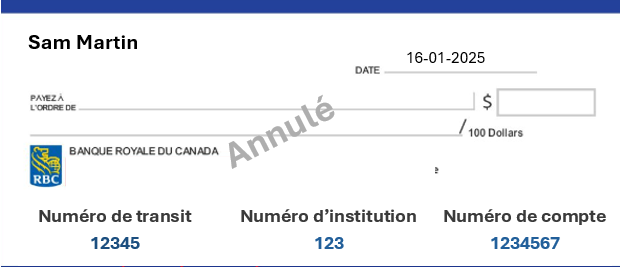 Sam Martin
DATE 16-01-2025
PAYEZ À
L'ORDRE DE $
/ 100 Dollars
Annulé
BANQUE ROYALE DU CANADA
RBC
e
Numéro de transit Numéro d’institution Numéro de compte
12345 123 1234567